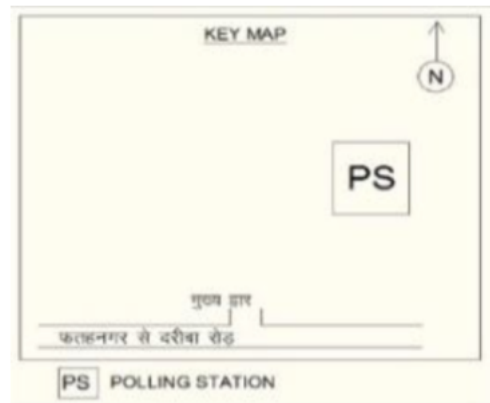 KEY MAP
N
PS
मुख्य द्वार
फतहनगर से दरीबा रोड़
PS POLLING STATION